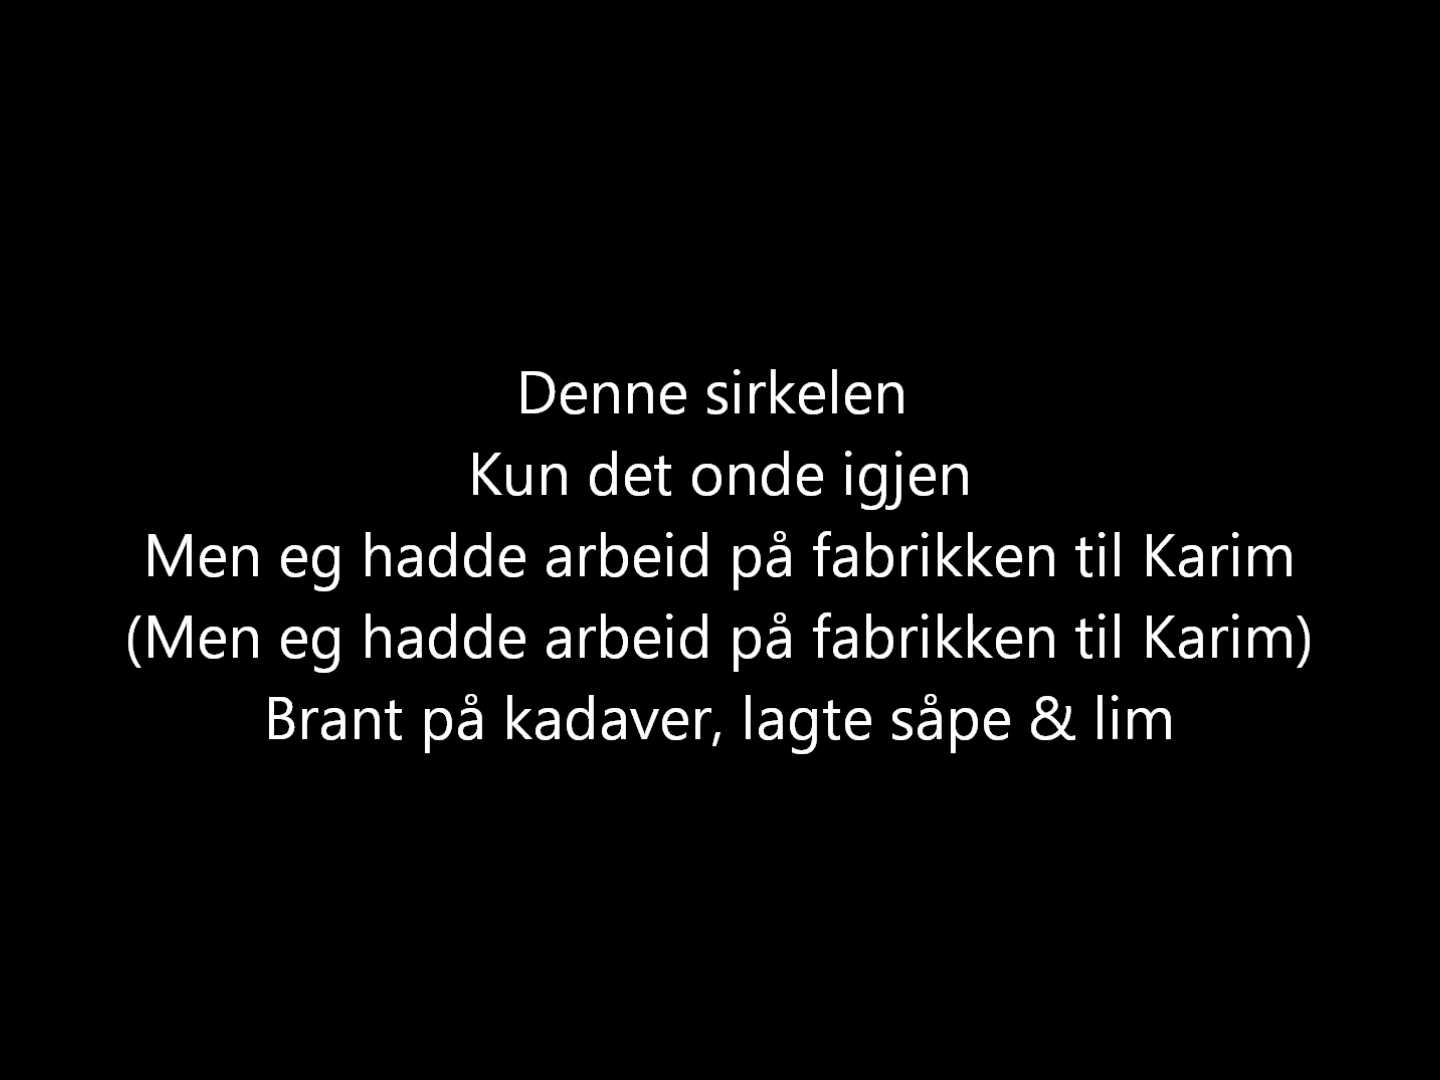 Denne sirkelen
Kun det onde igjen
Men eg hadde arbeid på fabrikken til Karim
(Men eg hadde arbeid på fabrikken til Karim)
Brant på kadaver, lagte såpe & lim